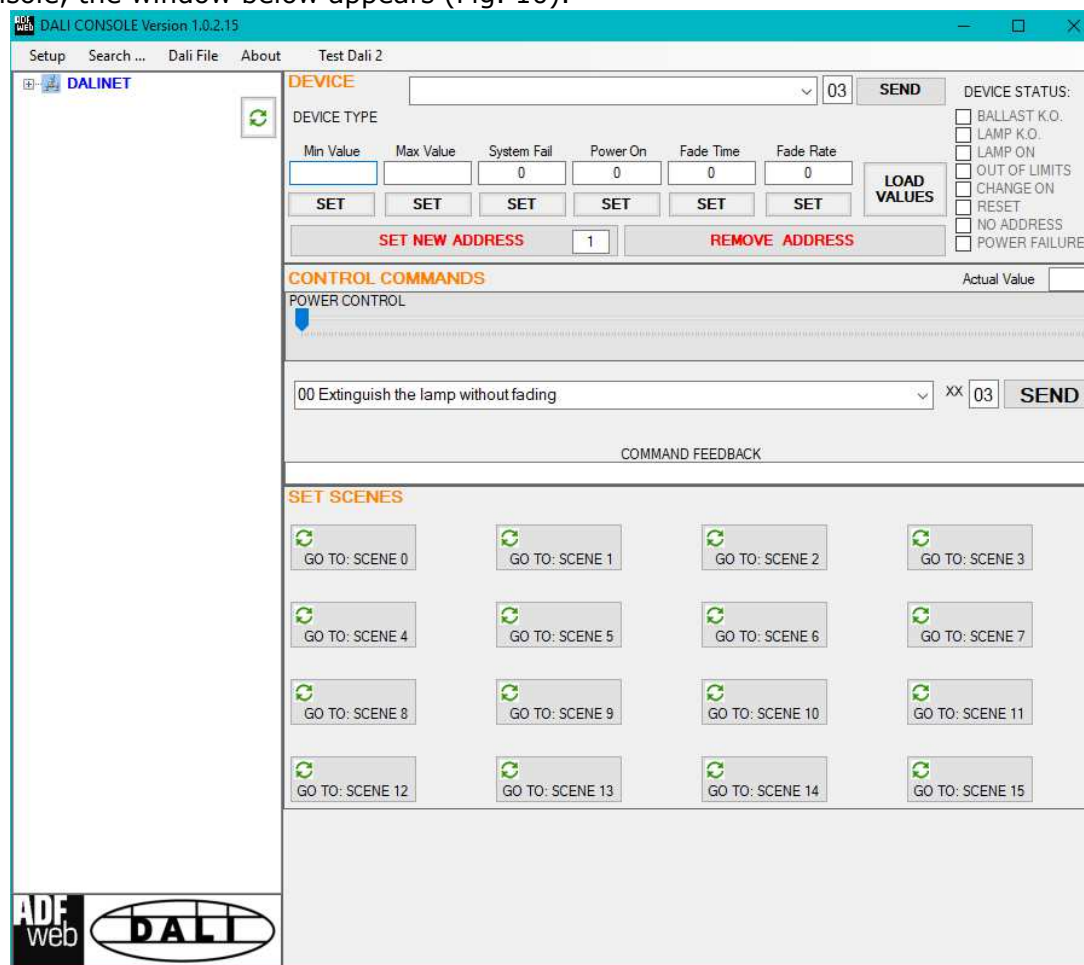 nsole, the window below appears (Fig. 10).
DALI CONSOLE Version 1.0.2.15
Setup Search ... Dali File About Test Dali 2
DALINET
DEVICE
03
SEND
DEVICE TYPE
Min Value Max Value System Fail Power On Fade Time Fade Rate
0 0 0 0
SET SET SET SET SET SET
LOAD
VALUES
SET NEW ADDRESS 1 REMOVE ADDRESS
DEVICE STATUS:
BALLAST K.O.
LAMP K.O.
LAMP ON
OUT OF LIMITS
CHANGE ON
RESET
NO ADDRESS
POWER FAILURE
CONTROL COMMANDS
Actual Value
POWER CONTROL
00 Extinguish the lamp without fading
XX 03 SEND
COMMAND FEEDBACK
SET SCENES
GO TO: SCENE 0 GO TO: SCENE 1 GO TO: SCENE 2 GO TO: SCENE 3
GO TO: SCENE 4 GO TO: SCENE 5 GO TO: SCENE 6 GO TO: SCENE 7
GO TO: SCENE 8 GO TO: SCENE 9 GO TO: SCENE 10 GO TO: SCENE 11
GO TO: SCENE 12 GO TO: SCENE 13 GO TO: SCENE 14 GO TO: SCENE 15
ADF
web
DALI